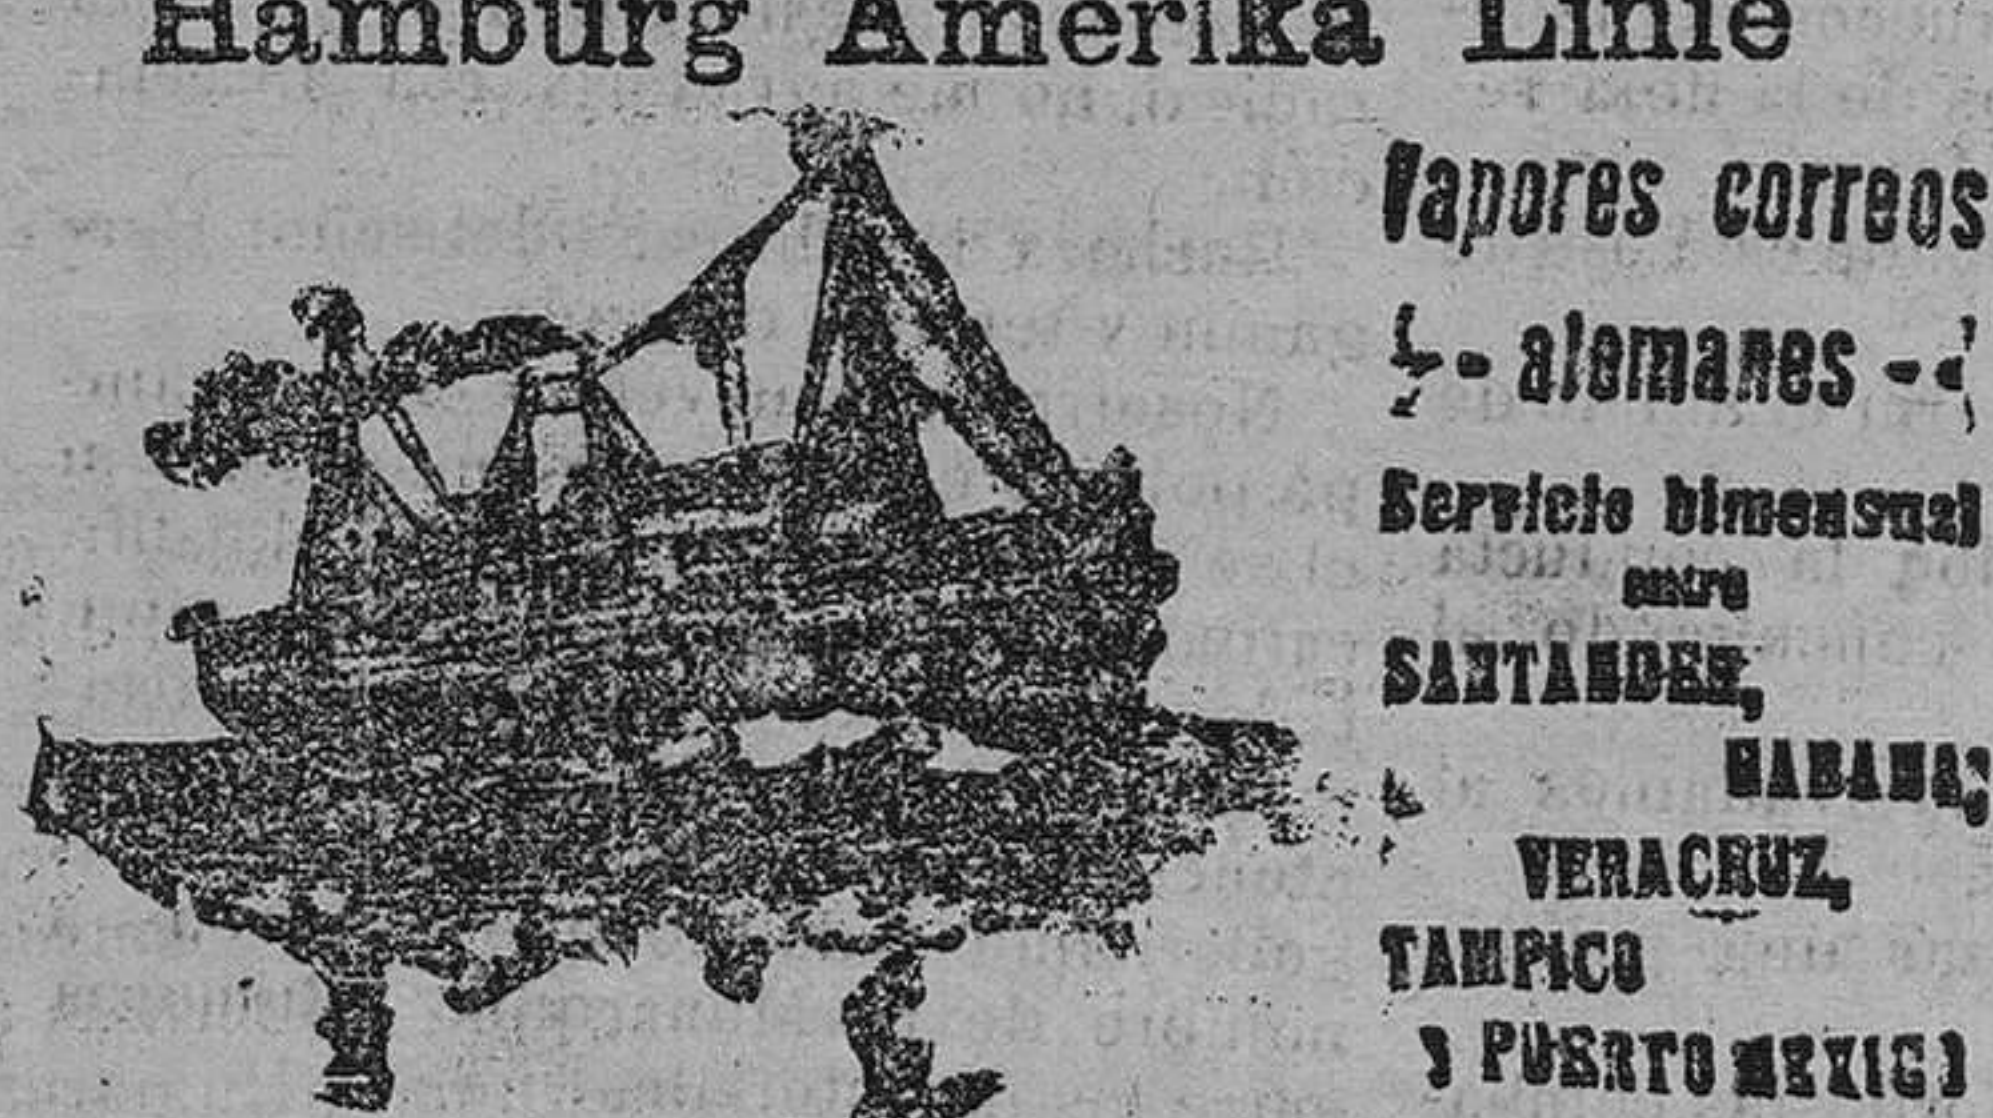 Hamburg Amerika Linie
Vapores correos
alemanes
Servicio bimensual
entre
SANTANDER,
HABANA,
VERACRUZ,
TAMPICO
y PUERTO MEXICO